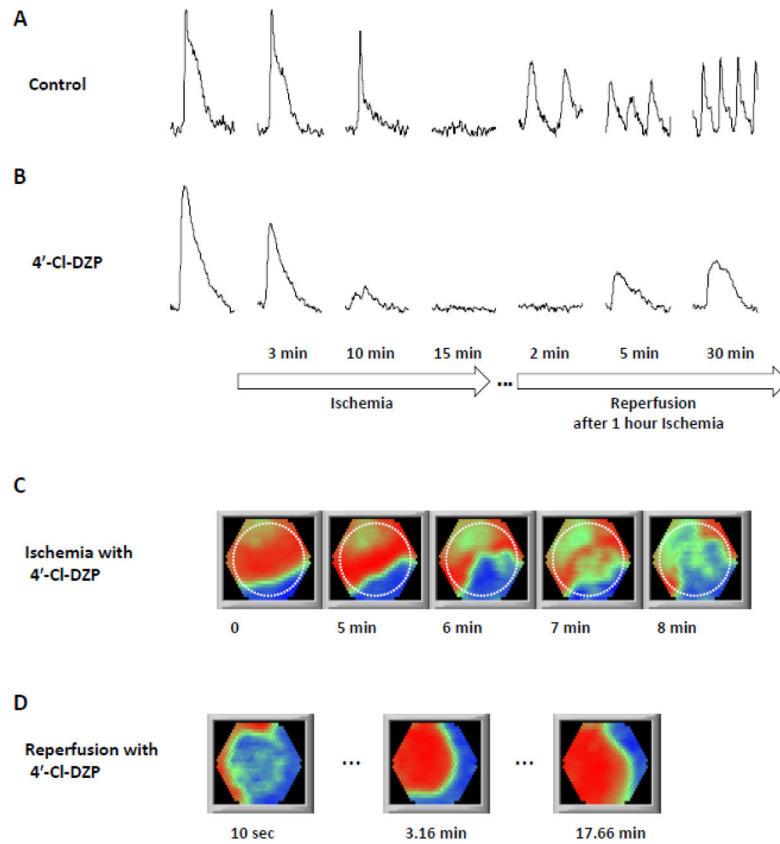 A
Control
B
4′-Cl-DZP
3 min 10 min 15 min 2 min 5 min 30 min
...
Ischemia
Reperfusion
after 1 hour Ischemia
C
Ischemia with
4′-Cl-DZP
0 5 min 6 min 7 min 8 min
D
Reperfusion with
4′-Cl-DZP
... ...
10 sec 3.16 min 17.66 min